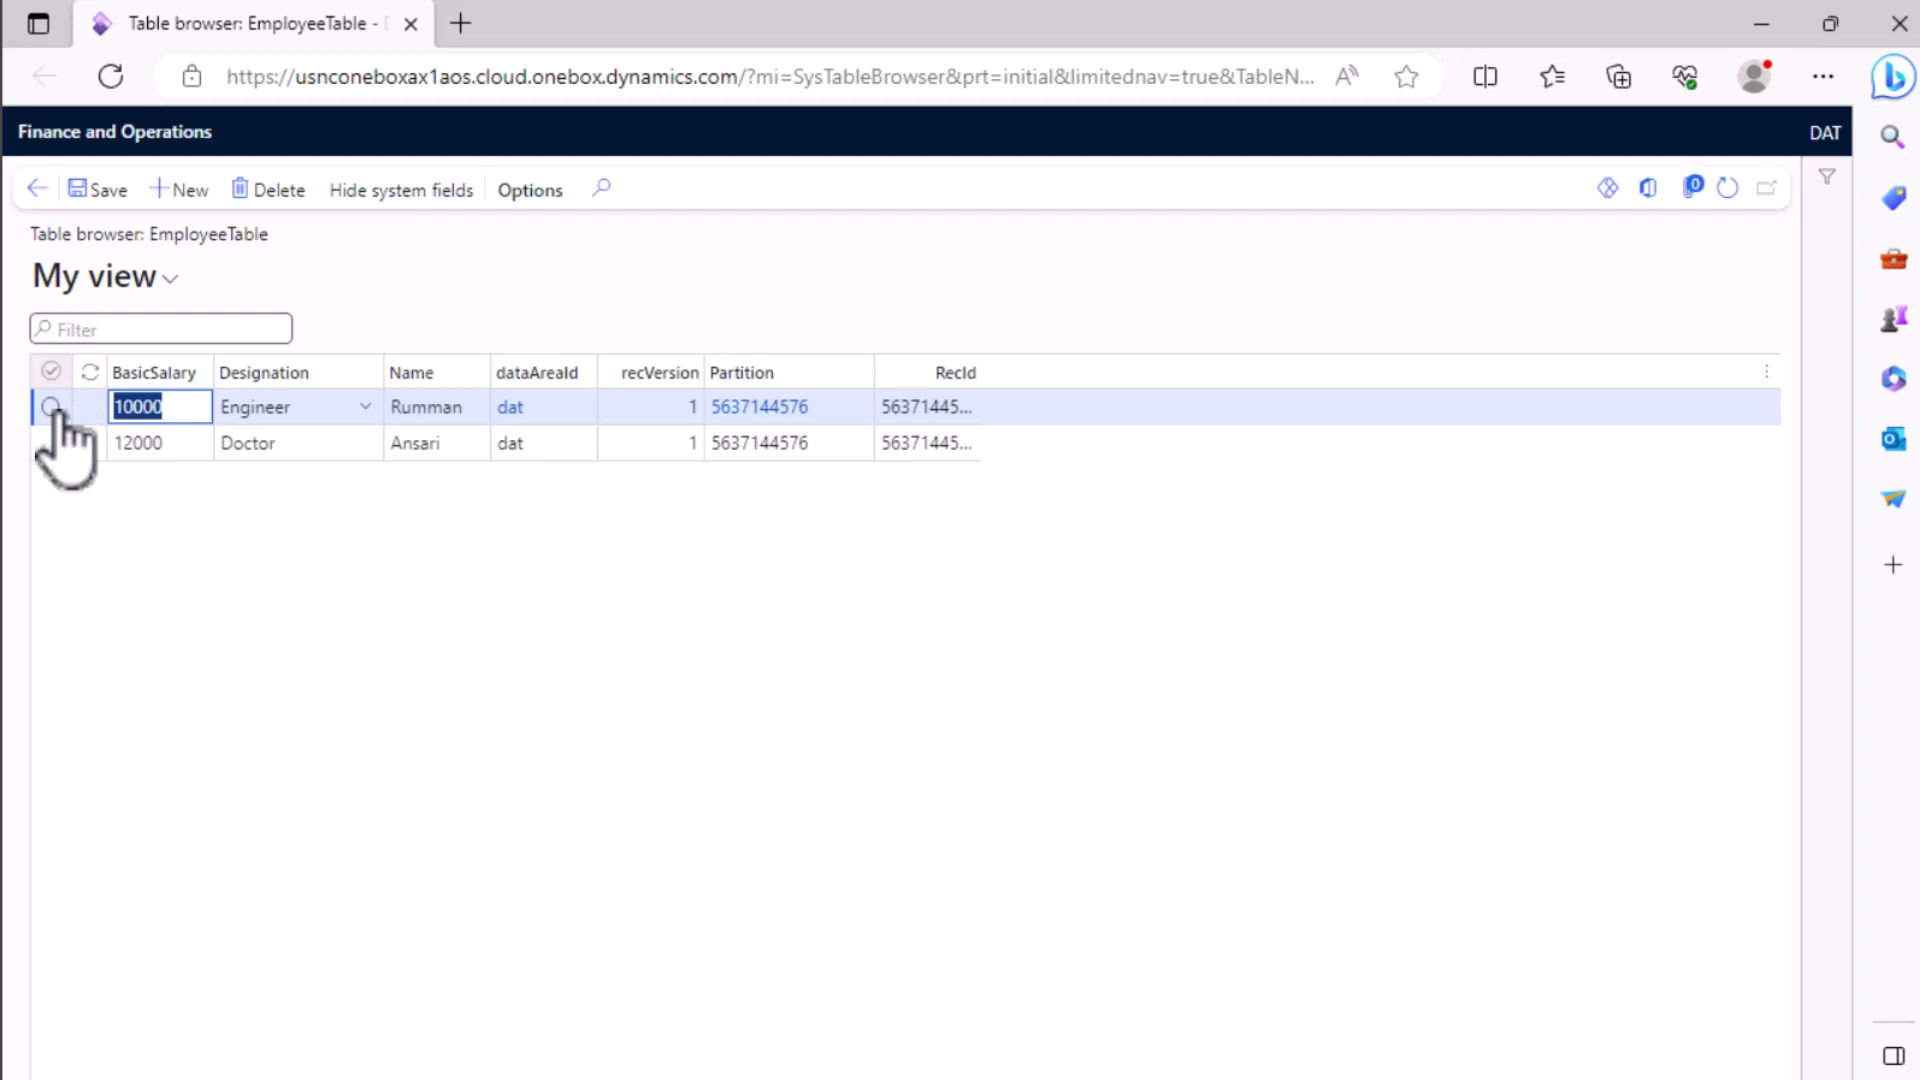 Table browser: EmployeeTable -
https://usnconeboxax1aos.cloud.onebox.dynamics.com/?mi=SysTableBrowser&prt=initial&limitednav=true&TableN...
Finance and Operations DAT
Save New Delete Hide system fields Options 0
Table browser: EmployeeTable
My view
Filter
BasicSalary Designation Name dataAreaId recVersion Partition RecId
10000 Engineer Rumman dat 1 5637144576 56371445...
12000 Doctor Ansari dat 1 5637144576 56371445...